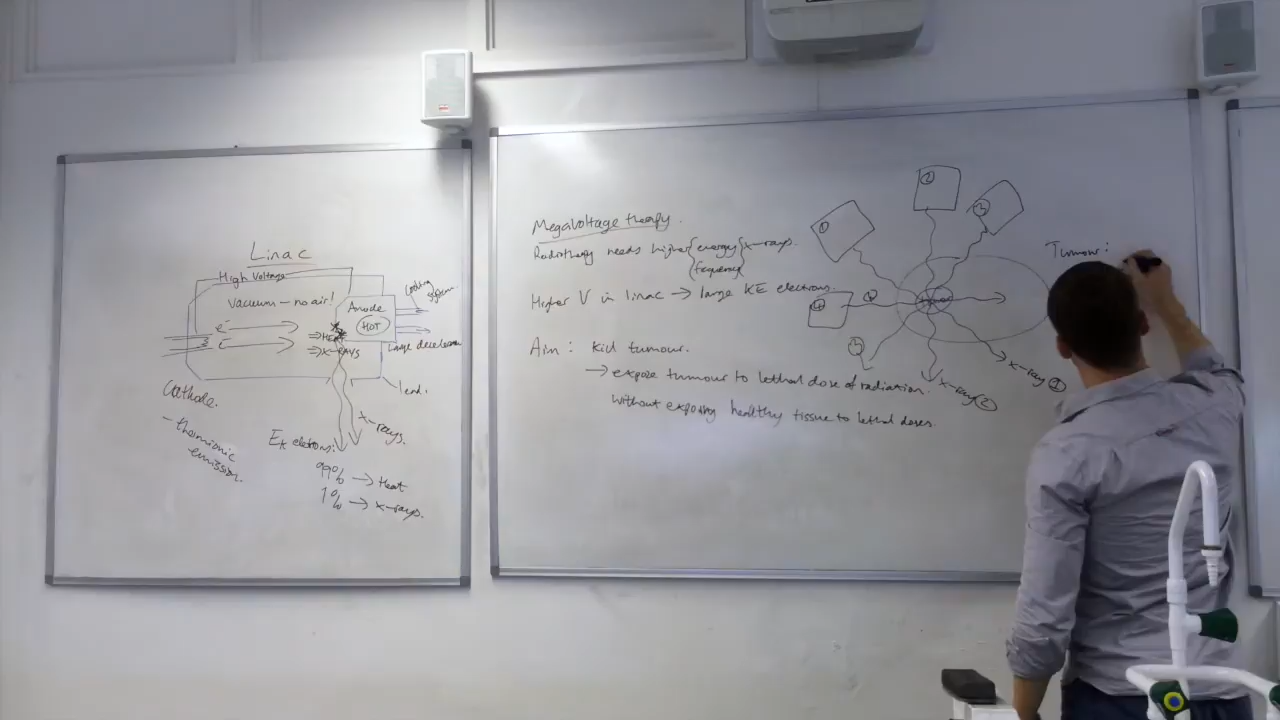 Linac
High Voltage
Vacuum – no air!
Anode
HOT
Cooling system
e⁻
e⁻
→ HEAT
→ X-RAYS
Large deceleration
lead.
Cathode.
– thermionic
emission.
x-rays.
Eₖ electrons:
99% → Heat
1% → x-rays.
Megavoltage therapy.
Radiotherapy needs higher {energy} x-rays.
{frequency}
Higher V in linac → large KE electrons.
Aim: Kill tumour.
→ expose tumour to lethal dose of radiation.
without exposing healthy tissue to lethal doses.
1
2
3
4
4
3
x-ray 2
x-ray 1
Tumour: